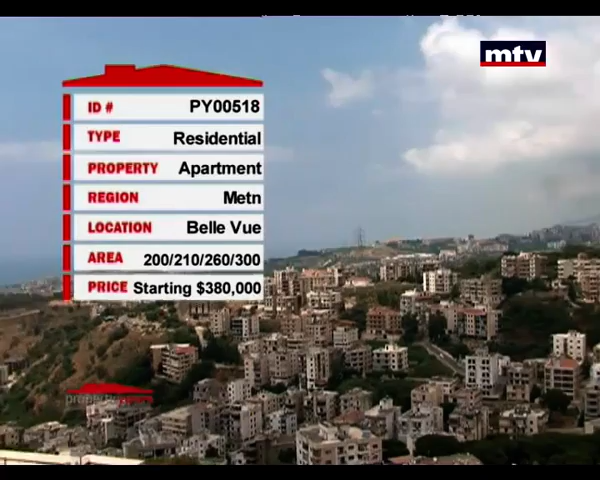 mtv
ID # PY00518
TYPE Residential
PROPERTY Apartment
REGION Metn
LOCATION Belle Vue
AREA 200/210/260/300
PRICE Starting $380,000